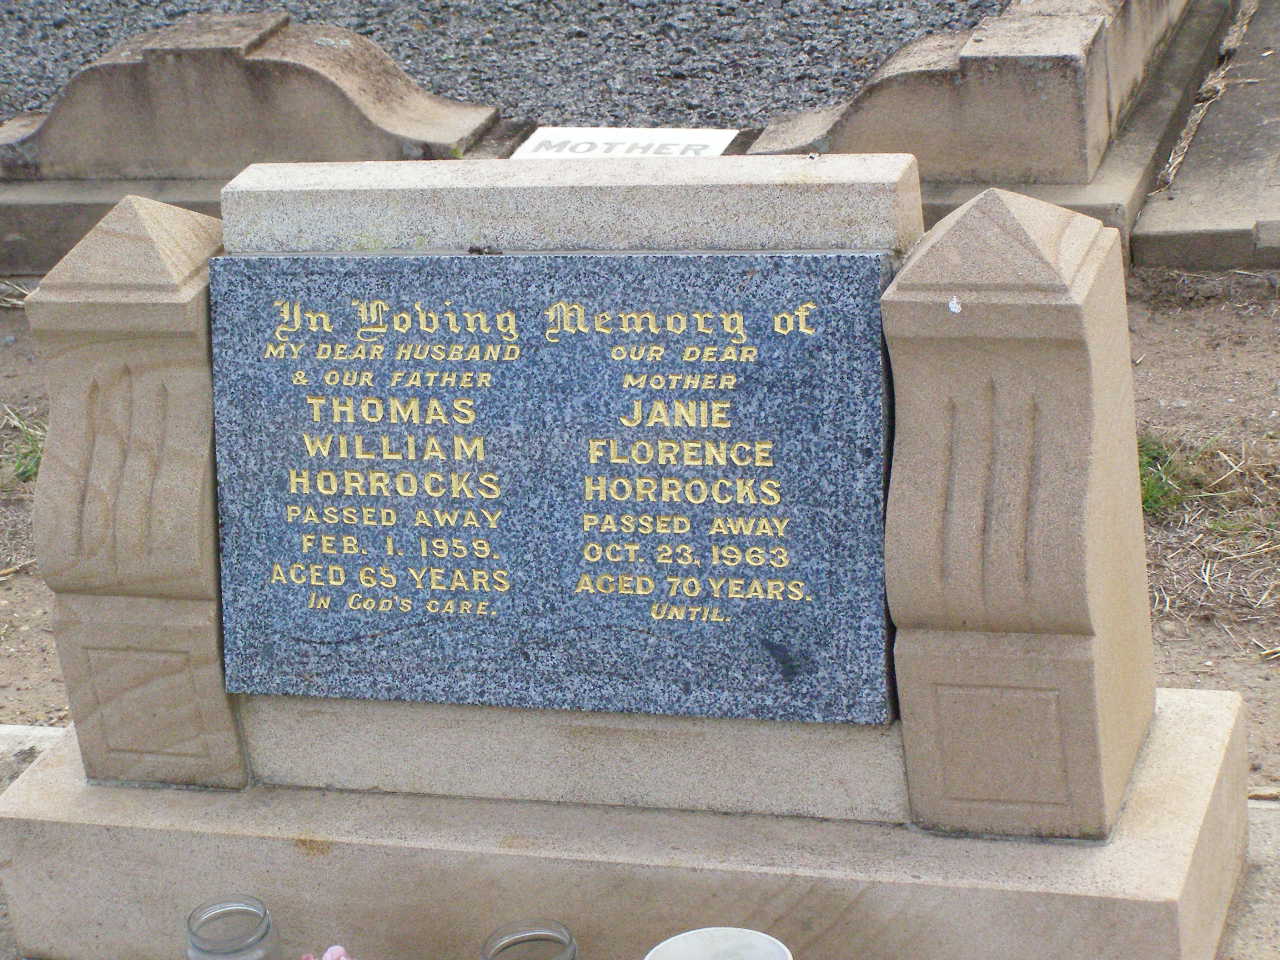 MOTHER
In Loving Memory of
MY DEAR HUSBAND
& OUR FATHER
THOMAS
WILLIAM
HORROCKS
PASSED AWAY
FEB. 1. 1959.
AGED 65 YEARS
IN GOD'S CARE.
OUR DEAR
MOTHER
JANIE
FLORENCE
HORROCKS
PASSED AWAY
OCT. 23, 1963
AGED 70 YEARS.
UNTIL.